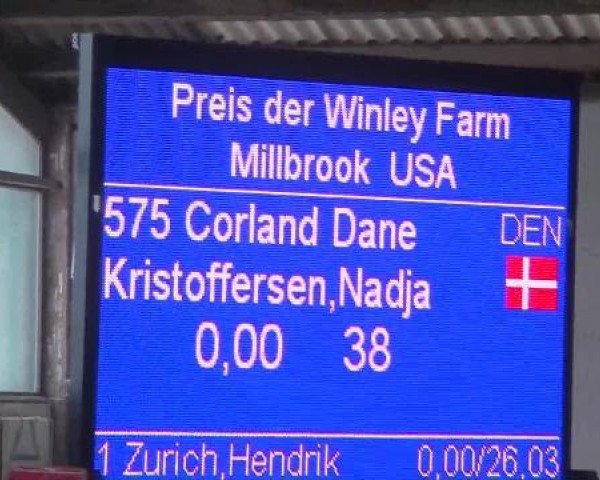 Preis der Winley Farm
Millbrook USA
575 Corland Dane DEN
Kristoffersen,Nadja
0,00 38
1 Zurich,Hendrik 0,00/26,03